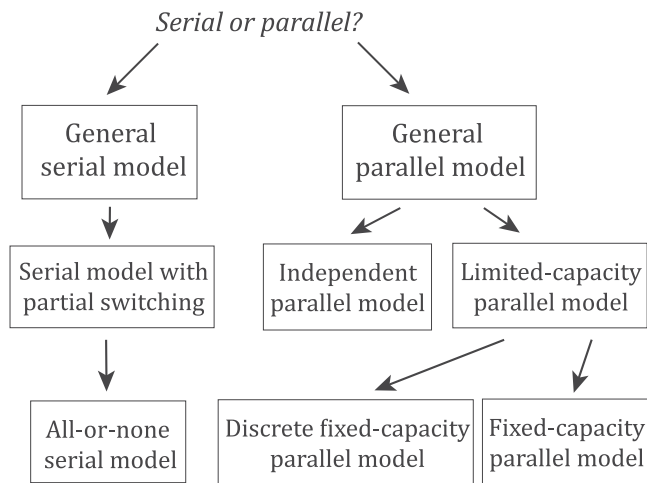 Serial or parallel?
General
serial model
General
parallel model
Serial model with
partial switching
Independent
parallel model
Limited-capacity
parallel model
All-or-none
serial model
Discrete fixed-capacity
parallel model
Fixed-capacity
parallel model